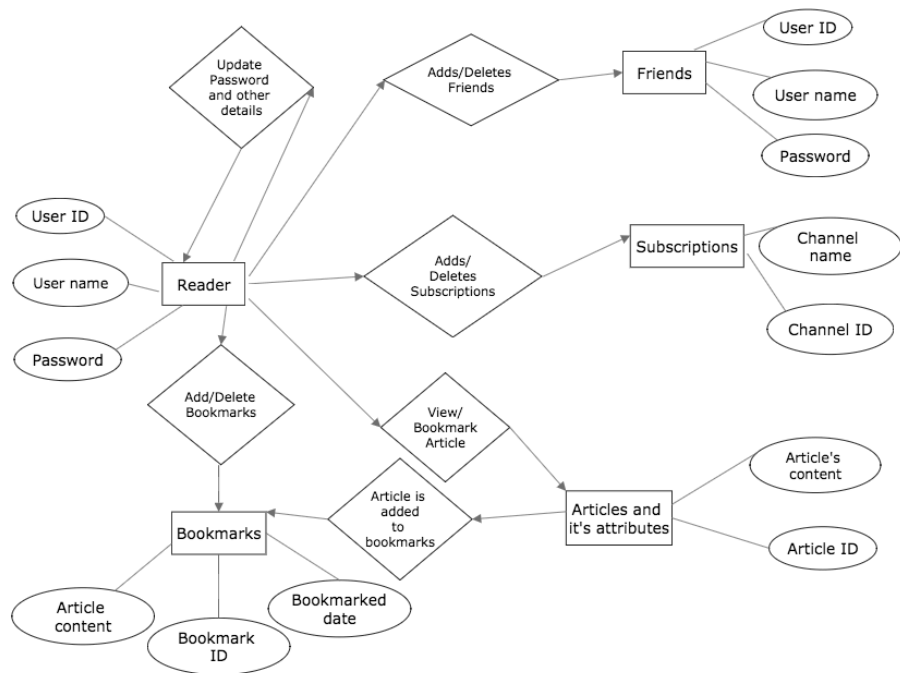 User ID
Update
Password
and other
details
Adds/Deletes
Friends
Friends
User name
Password
User ID
User name
Reader
Password
Adds/
Deletes
Subscriptions
Subscriptions
Channel
name
Channel ID
Add/Delete
Bookmarks
View/
Bookmark
Article
Article's
content
Article is
added
to
bookmarks
Articles and
it's attributes
Article ID
Bookmarks
Article
content
Bookmark
ID
Bookmarked
date